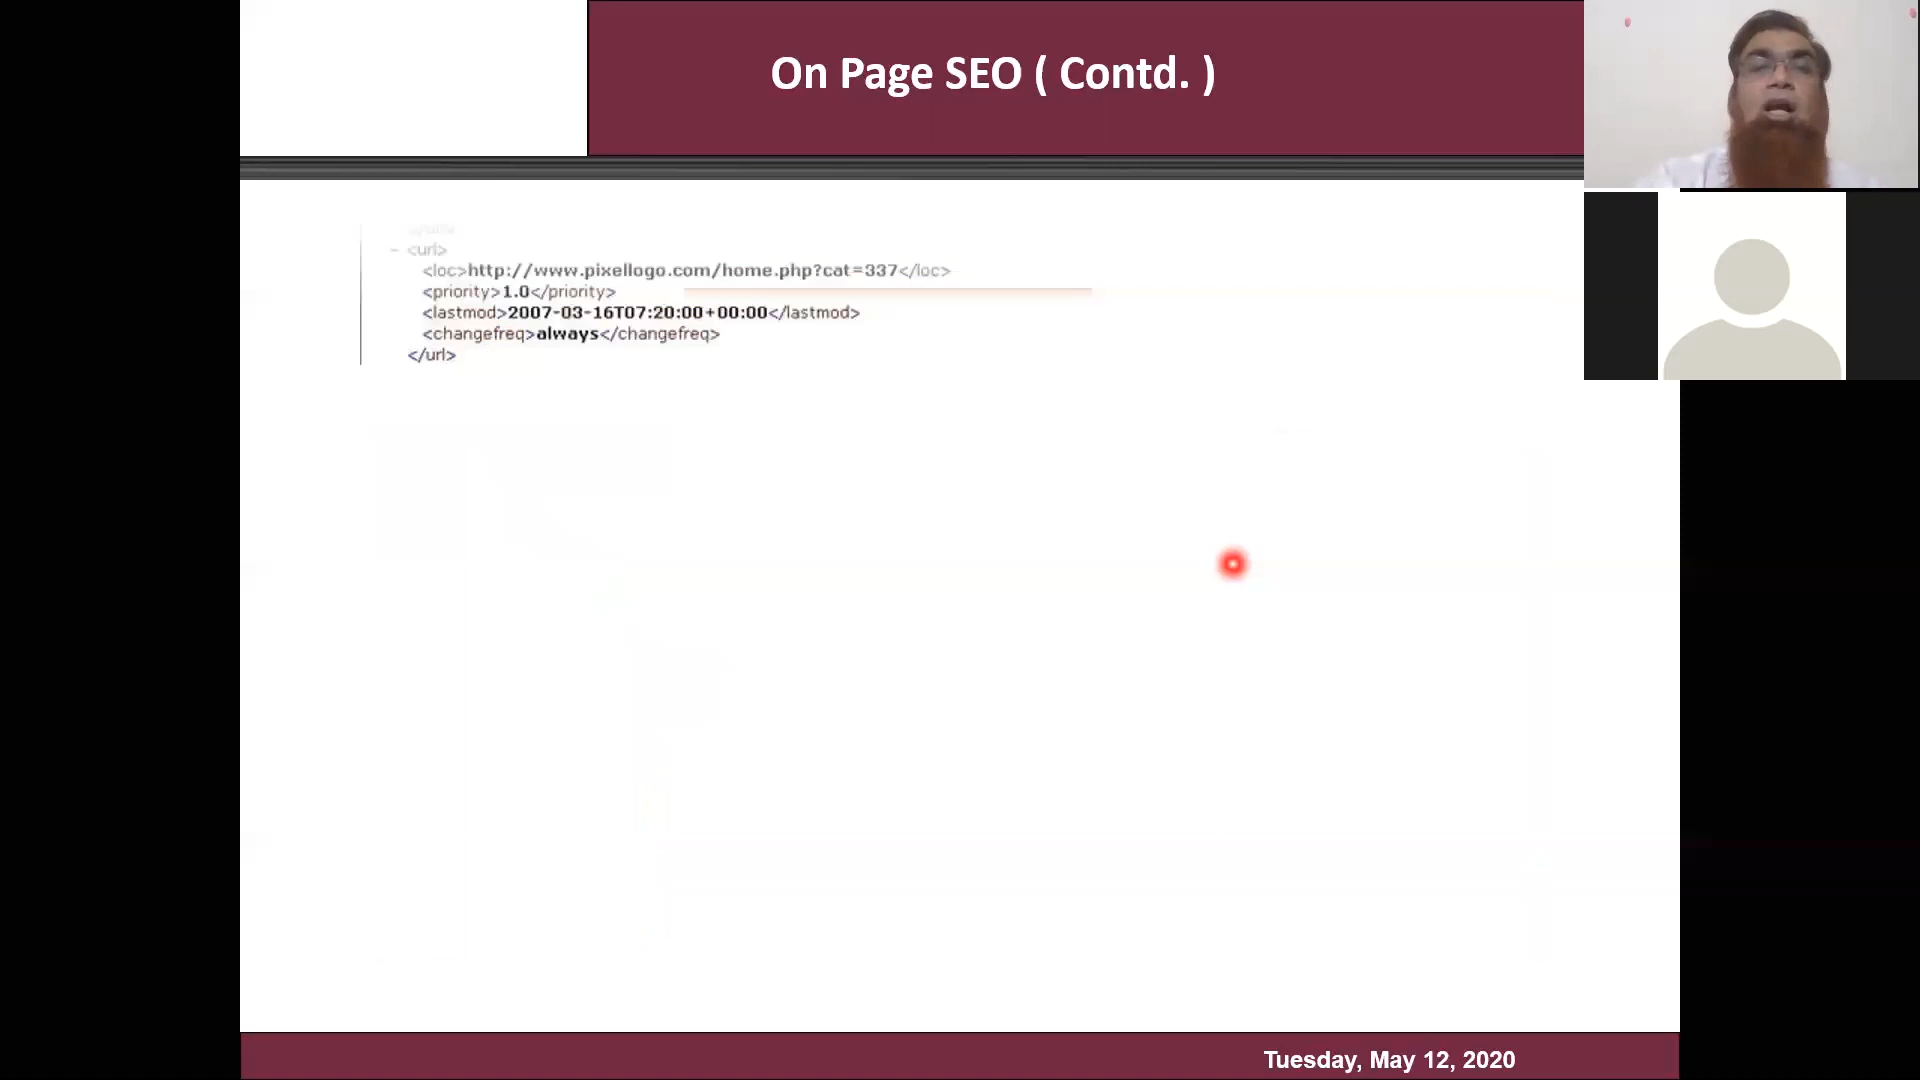 On Page SEO ( Contd. )
- <url>
<loc>http://www.pixellogo.com/home.php?cat=337</loc>
<priority>1.0</priority>
<lastmod>2007-03-16T07:20:00+00:00</lastmod>
<changefreq>always</changefreq>
</url>
Tuesday, May 12, 2020